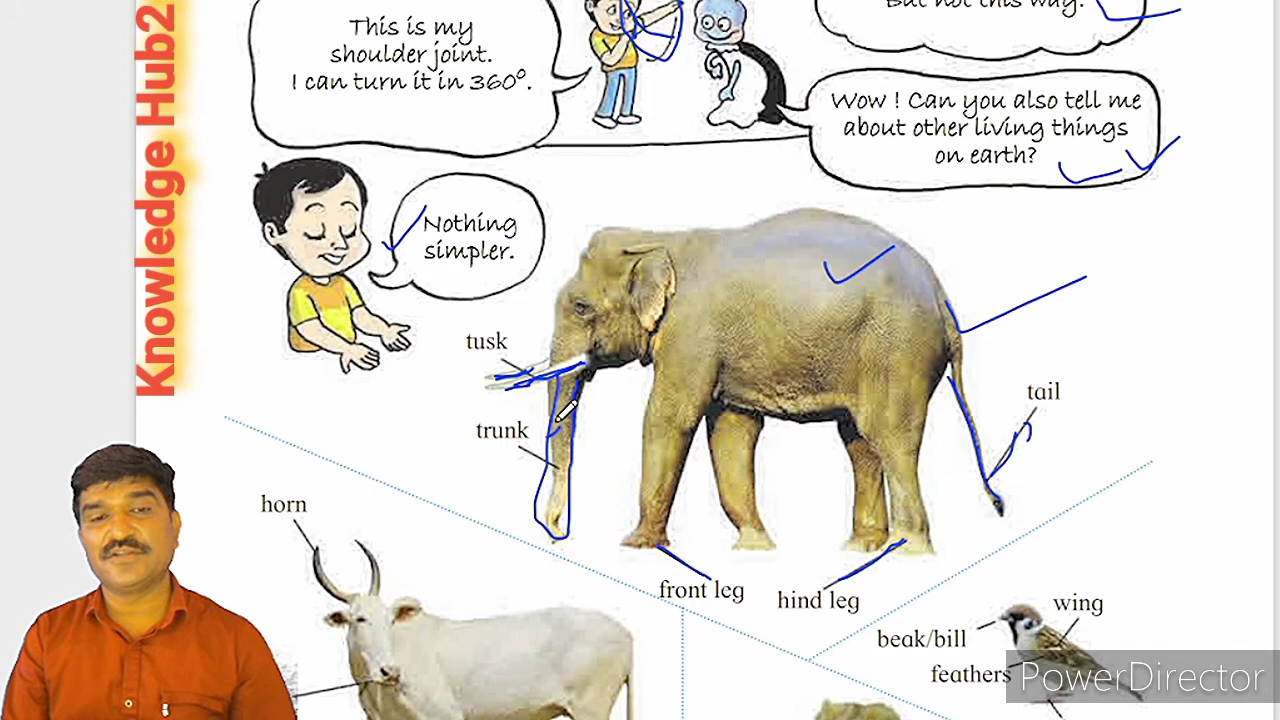 This is my
shoulder joint.
I can turn it in 360°.
But not this way.
Wow ! Can you also tell me
about other living things
on earth?
Nothing
simpler.
Knowledge Hub2
tusk
trunk
tail
front leg
hind leg
horn
beak/bill
wing
feathers
PowerDirector